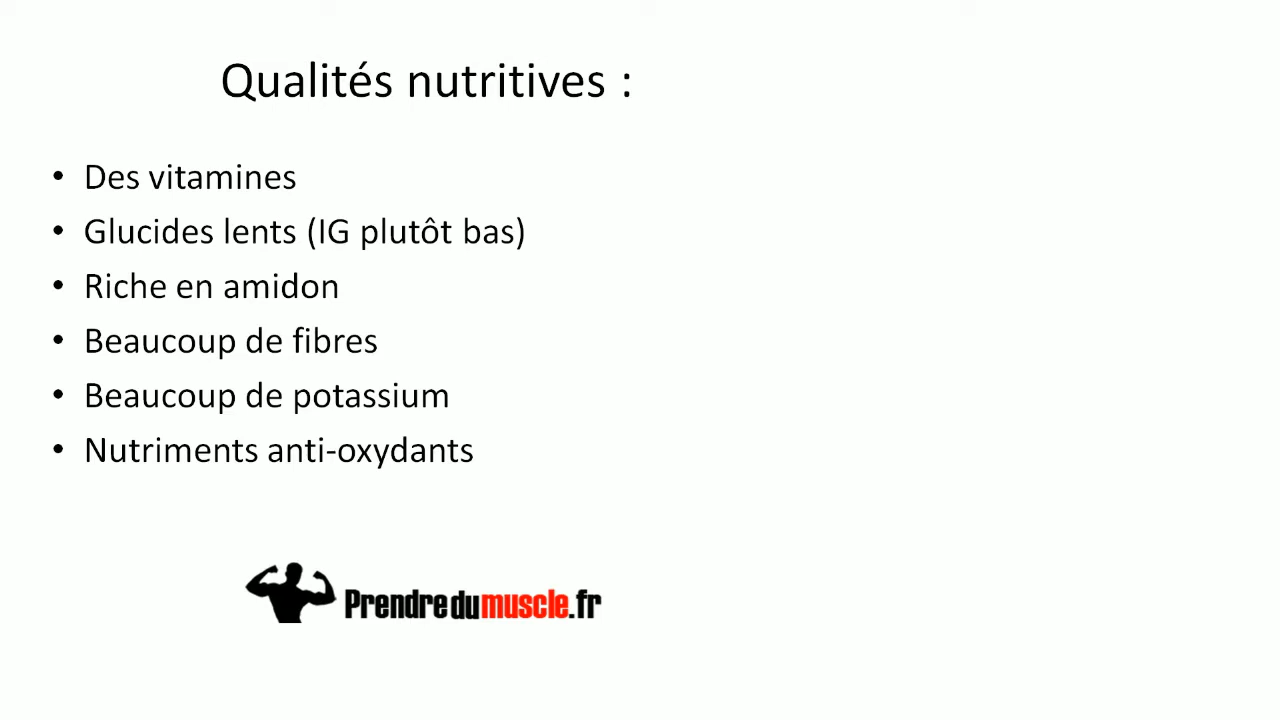 Qualités nutritives :
• Des vitamines
• Glucides lents (IG plutôt bas)
• Riche en amidon
• Beaucoup de fibres
• Beaucoup de potassium
• Nutriments anti-oxydants
Prendredumuscle.fr